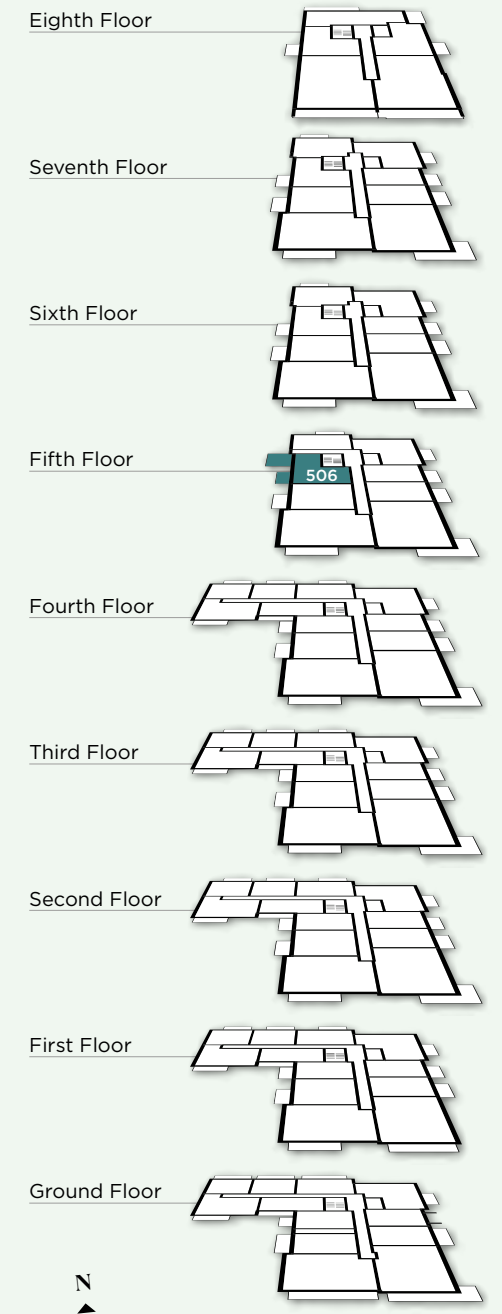 Eighth Floor
Seventh Floor
Sixth Floor
Fifth Floor
506
Fourth Floor
Third Floor
Second Floor
First Floor
Ground Floor
N